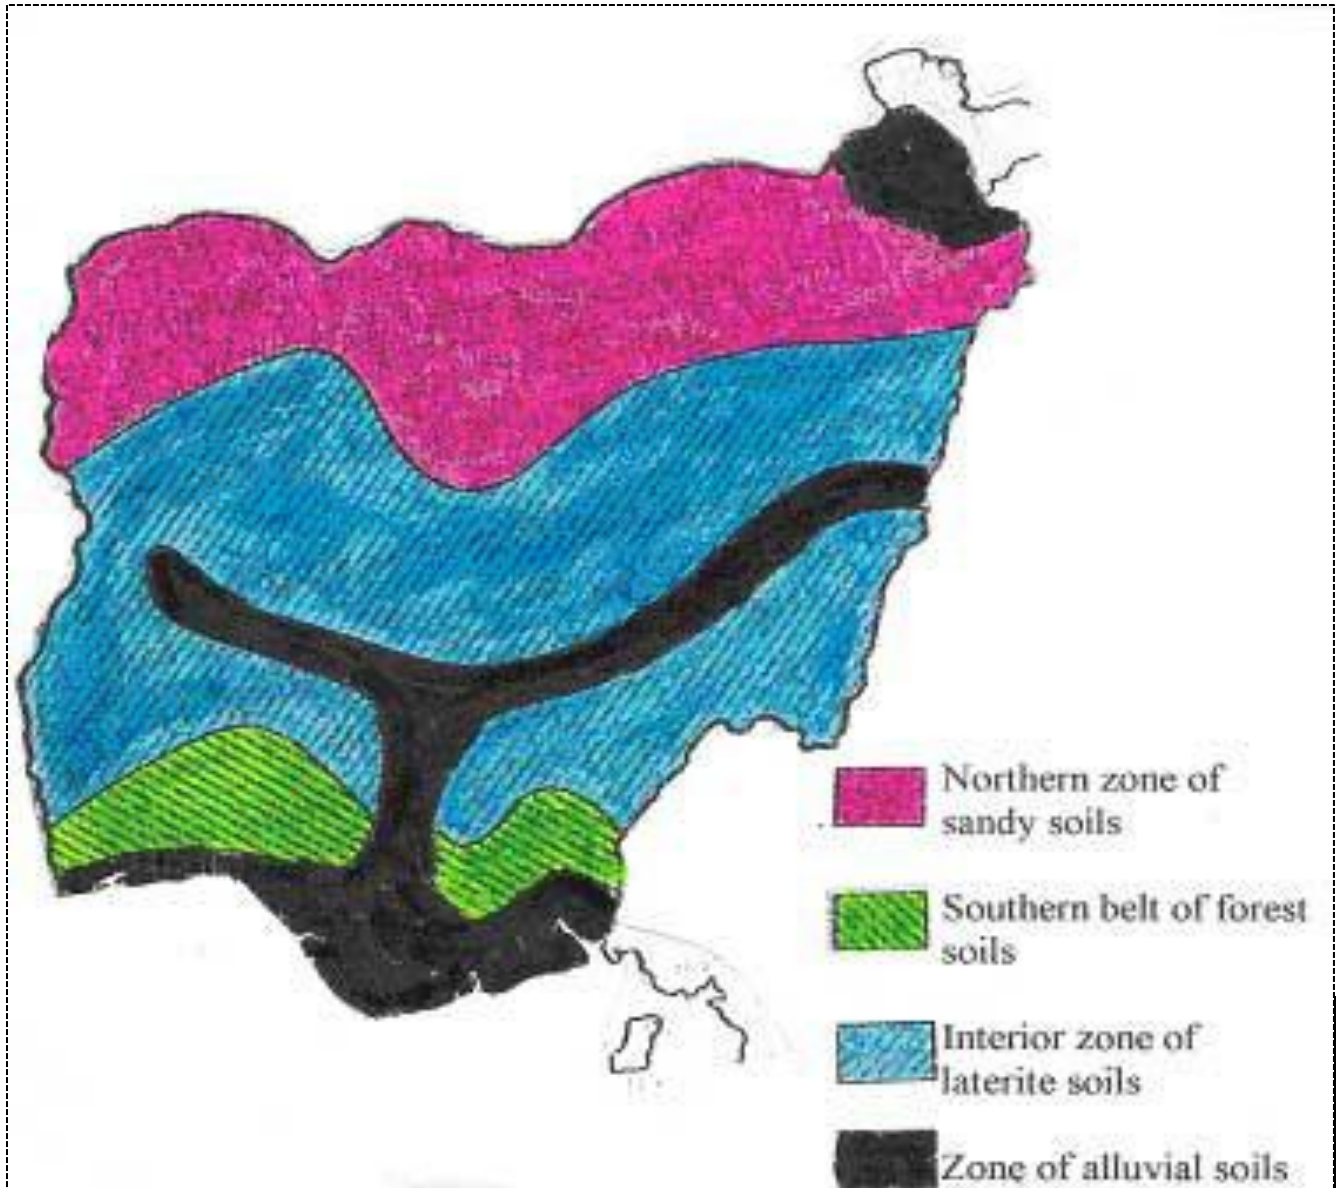 Northern zone of
sandy soils
Southern belt of forest
soils
Interior zone of
laterite soils
Zone of alluvial soils